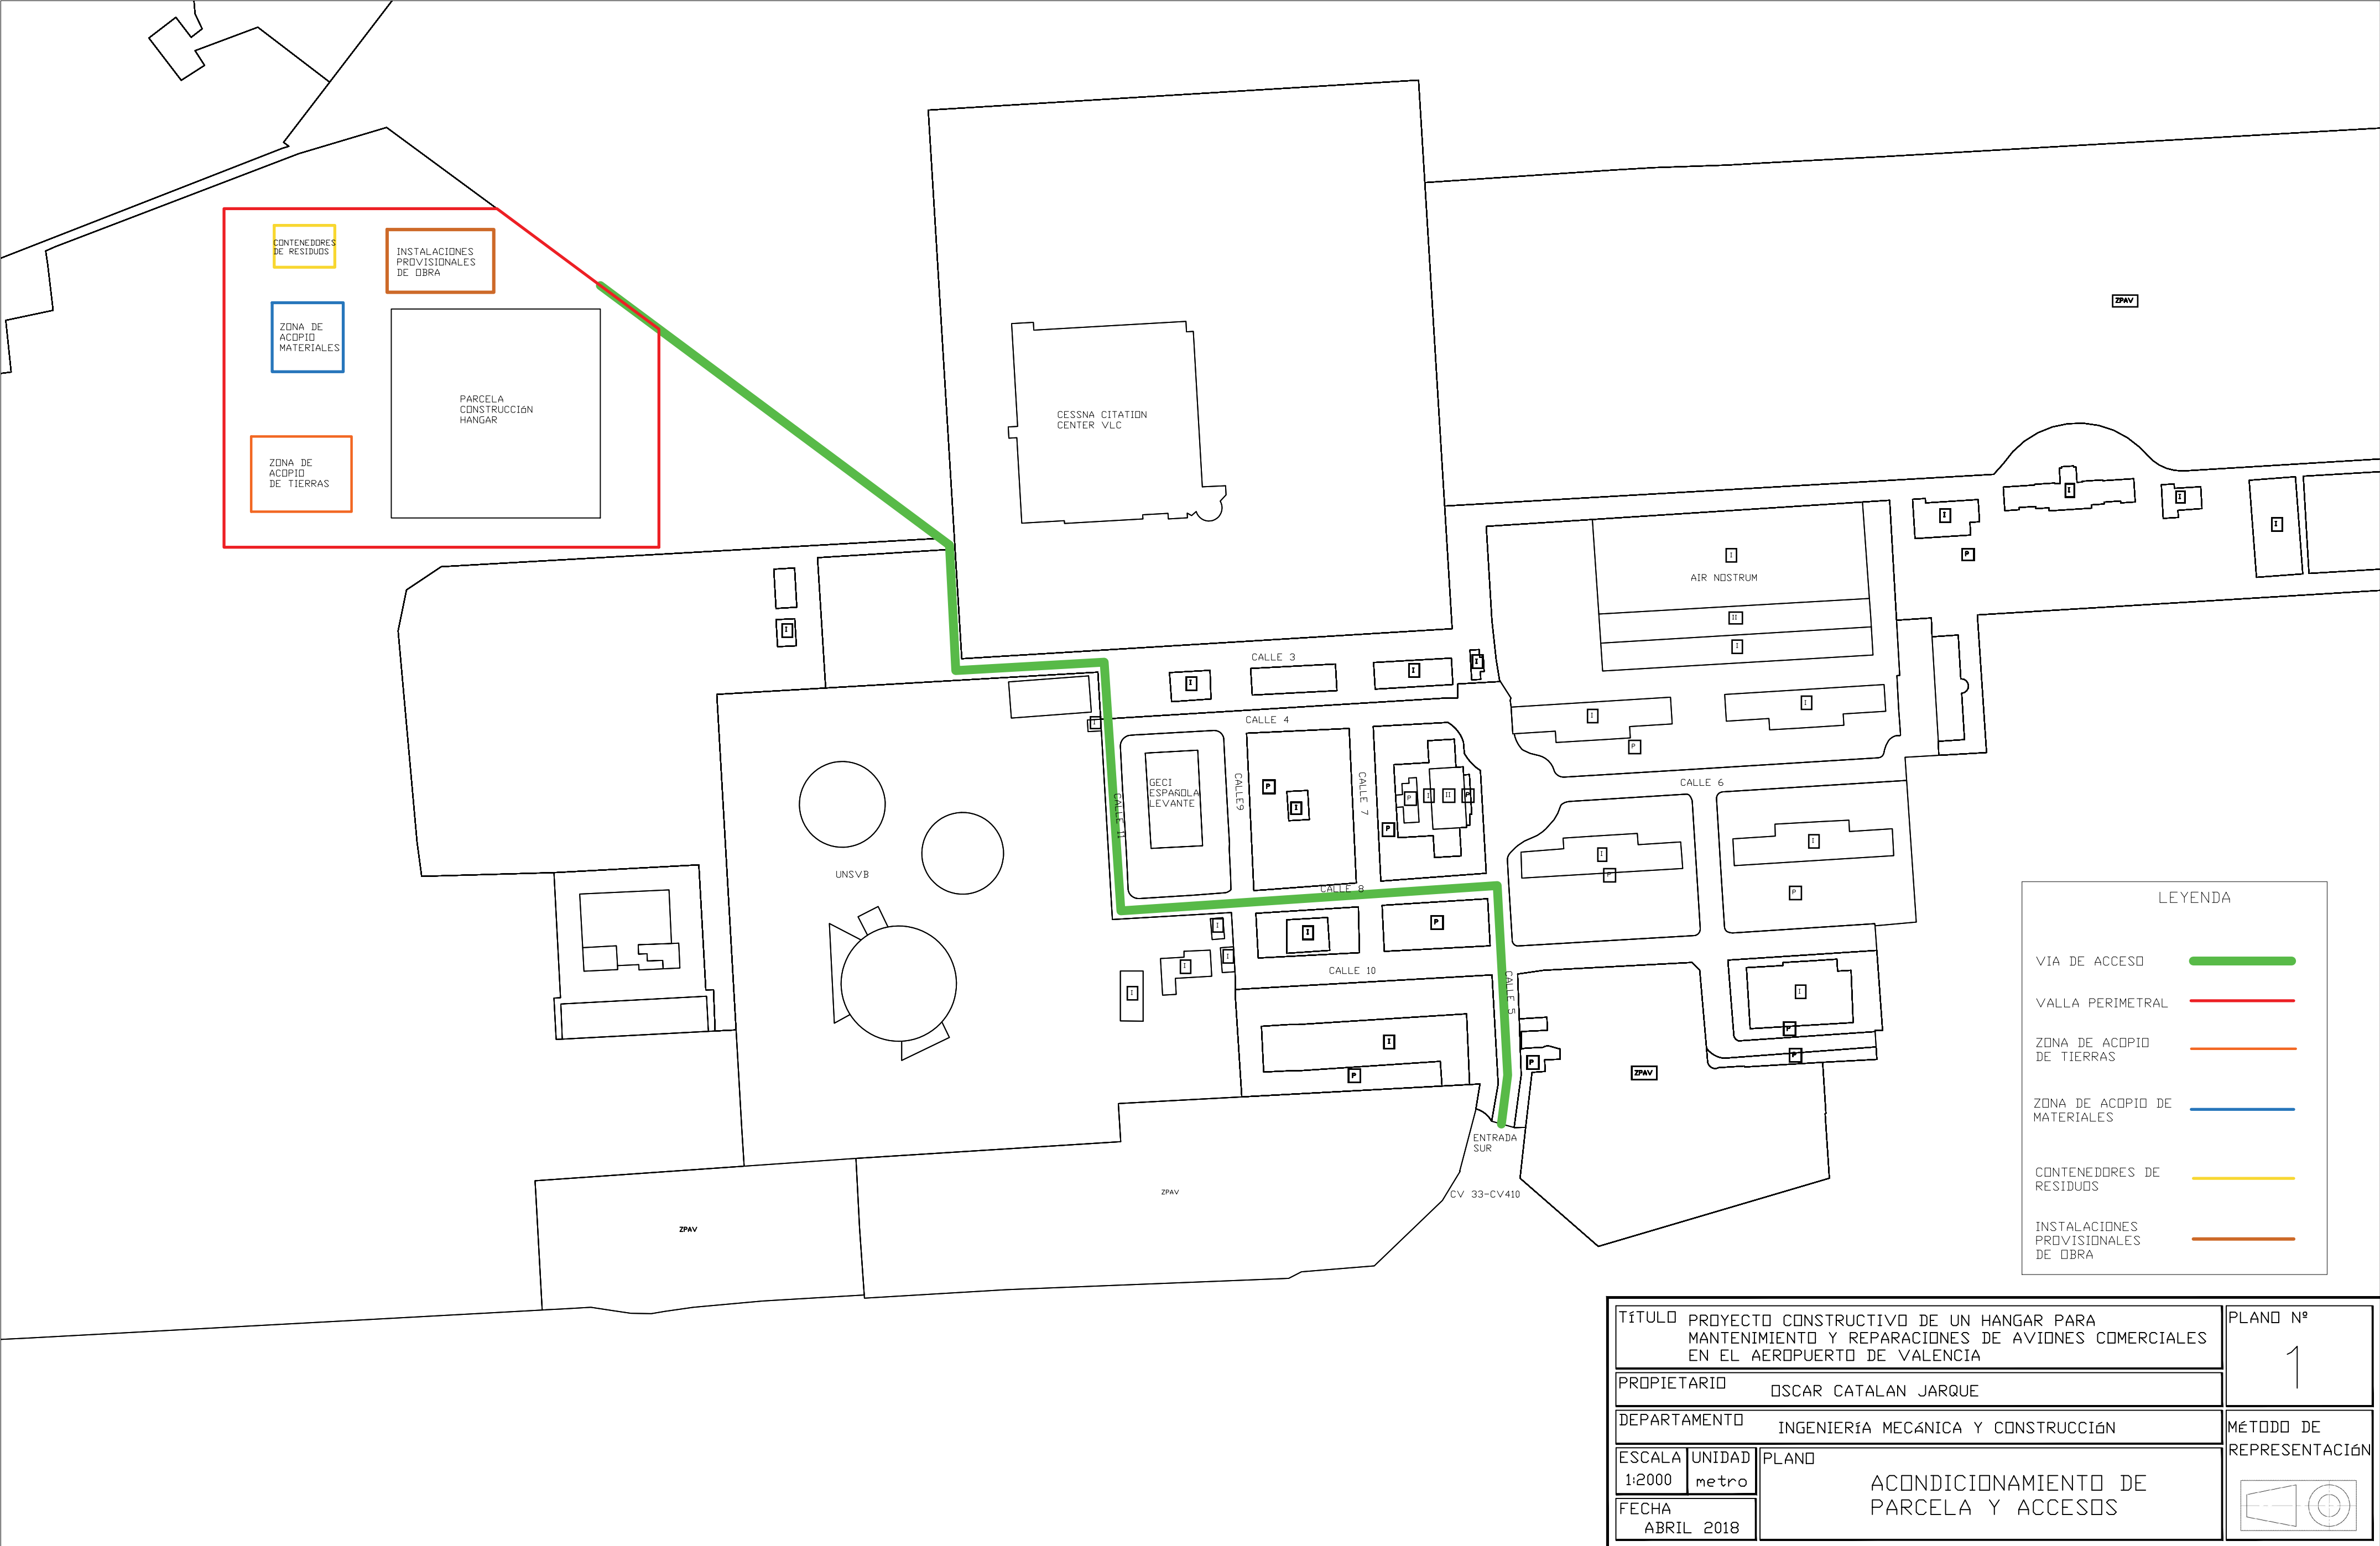 CONTENEDORES
DE RESIDUOS
INSTALACIONES
PROVISIONALES
DE OBRA
ZONA DE
ACOPIO
MATERIALES
PARCELA
CONSTRUCCIóN
HANGAR
ZONA DE
ACOPIO
DE TIERRAS
CESSNA CITATION
CENTER VLC
ZPAV
I
I
I
I
P
I
AIR NOSTRUM
II
I
I
CALLE 3
I
I
I
I
CALLE 4
I
I
P
CALLE 6
GECI
ESPAñOLA
LEVANTE
CALLE 11
CALLE9
P
I
CALLE 7
P
P
I
II
P
I
P
I
P
UNSVB
CALLE 8
I
I
I
I
I
P
CALLE 10
CALLE 5
I
P
P
ZPAV
I
P
P
ENTRADA
SUR
CV 33-CV410
ZPAV
ZPAV
LEYENDA
VIA DE ACCESO
VALLA PERIMETRAL
ZONA DE ACOPIO
DE TIERRAS
ZONA DE ACOPIO DE
MATERIALES
CONTENEDORES DE
RESIDUOS
INSTALACIONES
PROVISIONALES
DE OBRA
TíTULO PROYECTO CONSTRUCTIVO DE UN HANGAR PARA
MANTENIMIENTO Y REPARACIONES DE AVIONES COMERCIALES
EN EL AEROPUERTO DE VALENCIA
PLANO Nº
1
PROPIETARIO OSCAR CATALAN JARQUE
DEPARTAMENTO INGENIERíA MECáNICA Y CONSTRUCCIóN
MéTODO DE
REPRESENTACIóN
ESCALA
1:2000
UNIDAD
metro
PLANO
ACONDICIONAMIENTO DE
PARCELA Y ACCESOS
FECHA
ABRIL 2018